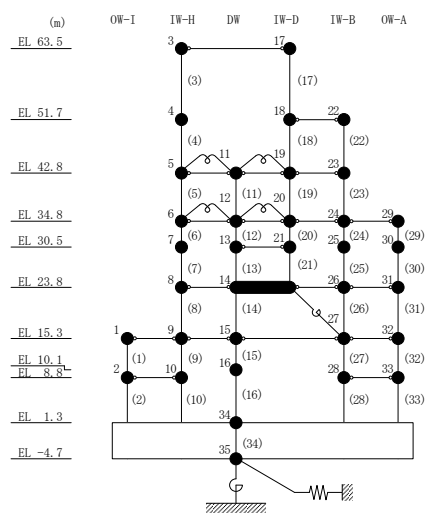 (m) OW-I IW-H DW IW-D IW-B OW-A
EL 63.5 3 17
(3) (17)
EL 51.7 4 18 22
(4) (18) (22)
EL 42.8 5 11 19 23
(5) (11) (19) (23)
EL 34.8 6 12 20 24 29
(6) (12) (20) (24) (29)
EL 30.5 7 13 21 25 30
(7) (13) (21) (25) (30)
EL 23.8 8 14 26 31
(8) (14) (26) (31)
27
EL 15.3 1 9 15 32
(1) (9) (15) (27) (32)
EL 10.1 16
EL 8.8 2 10 28 33
(2) (10) (16) (28) (33)
EL 1.3 34
(34)
EL -4.7 35